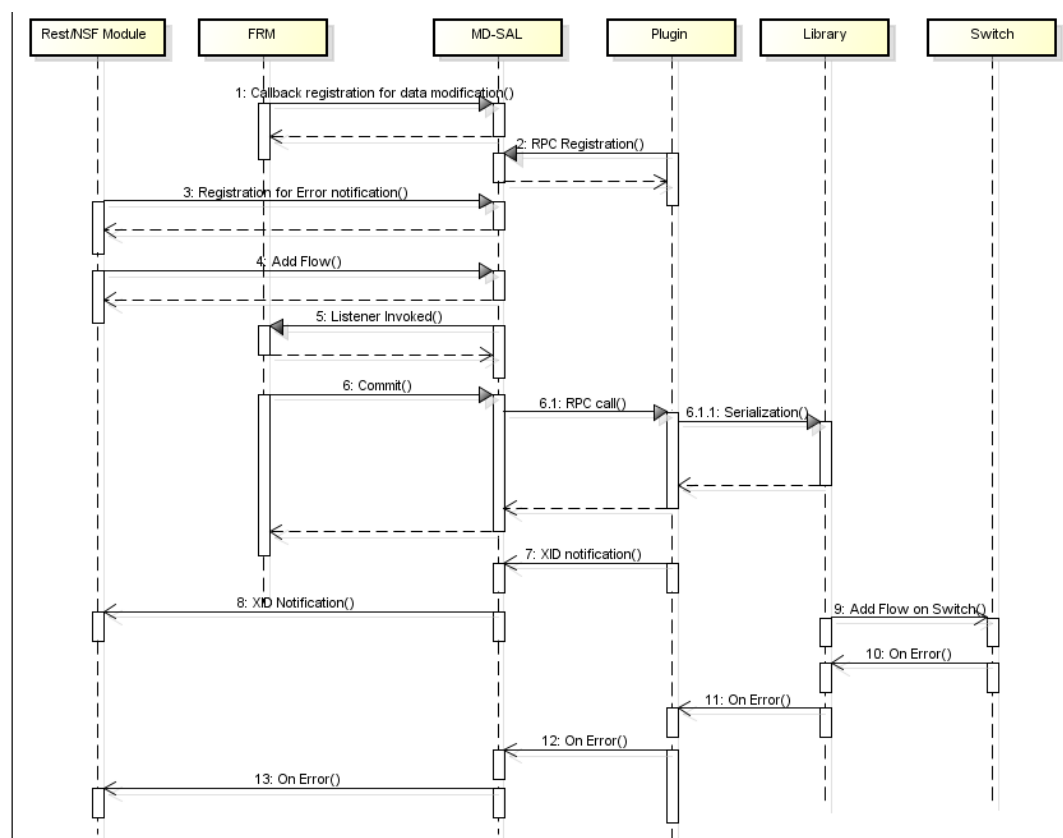 Rest/NSF Module
FRM
MD-SAL
Plugin
Library
Switch
1: Callback registration for data modification()
2: RPC Registration()
3: Registration for Error notification()
4: Add Flow()
5: Listener Invoked()
6: Commit()
6.1: RPC call()
6.1.1: Serialization()
7: XID notification()
8: XID Notification()
9: Add Flow on Switch()
10: On Error()
11: On Error()
12: On Error()
13: On Error()